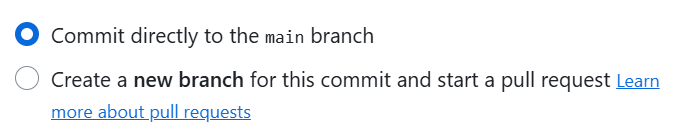 Commit directly to the main branch
Create a new branch for this commit and start a pull request Learn
more about pull requests